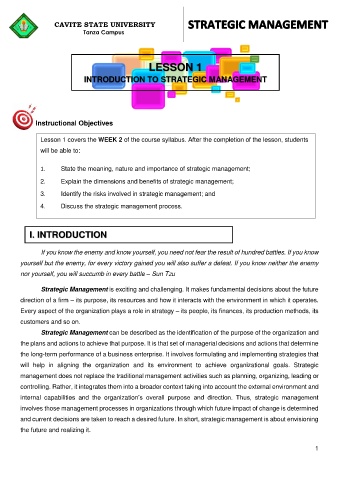 CAVITE STATE UNIVERSITY
Tanza Campus
STRATEGIC MANAGEMENT
LESSON 1
INTRODUCTION TO STRATEGIC MANAGEMENT
Instructional Objectives
Lesson 1 covers the WEEK 2 of the course syllabus. After the completion of the lesson, students
will be able to:
1. State the meaning, nature and importance of strategic management;
2. Explain the dimensions and benefits of strategic management;
3. Identify the risks involved in strategic management; and
4. Discuss the strategic management process.
I. INTRODUCTION
If you know the enemy and know yourself, you need not fear the result of hundred battles. If you know
yourself but the enemy, for every victory gained you will also suffer a defeat. If you know neither the enemy
nor yourself, you will succumb in every battle – Sun Tzu
Strategic Management is exciting and challenging. It makes fundamental decisions about the future
direction of a firm – its purpose, its resources and how it interacts with the environment in which it operates.
Every aspect of the organization plays a role in strategy – its people, its finances, its production methods, its
customers and so on.
Strategic Management can be described as the identification of the purpose of the organization and
the plans and actions to achieve that purpose. It is that set of managerial decisions and actions that determine
the long-term performance of a business enterprise. It involves formulating and implementing strategies that
will help in aligning the organization and its environment to achieve organizational goals. Strategic
management does not replace the traditional management activities such as planning, organizing, leading or
controlling. Rather, it integrates them into a broader context taking into account the external environment and
internal capabilities and the organization's overall purpose and direction. Thus, strategic management
involves those management processes in organizations through which future impact of change is determined
and current decisions are taken to reach a desired future. In short, strategic management is about envisioning
the future and realizing it.
1